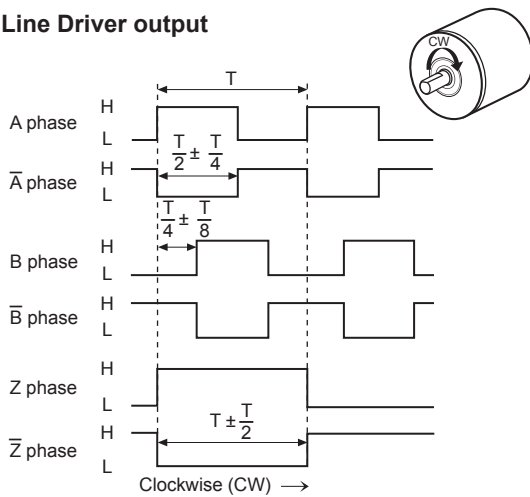 Line Driver output
CW
T
A phase H
L
T/2 ± T/4
A̅ phase H
L
T/4 ± T/8
B phase H
L
B̅ phase H
L
Z phase H
L
T ± T/2
Z̅ phase H
L
Clockwise (CW) →